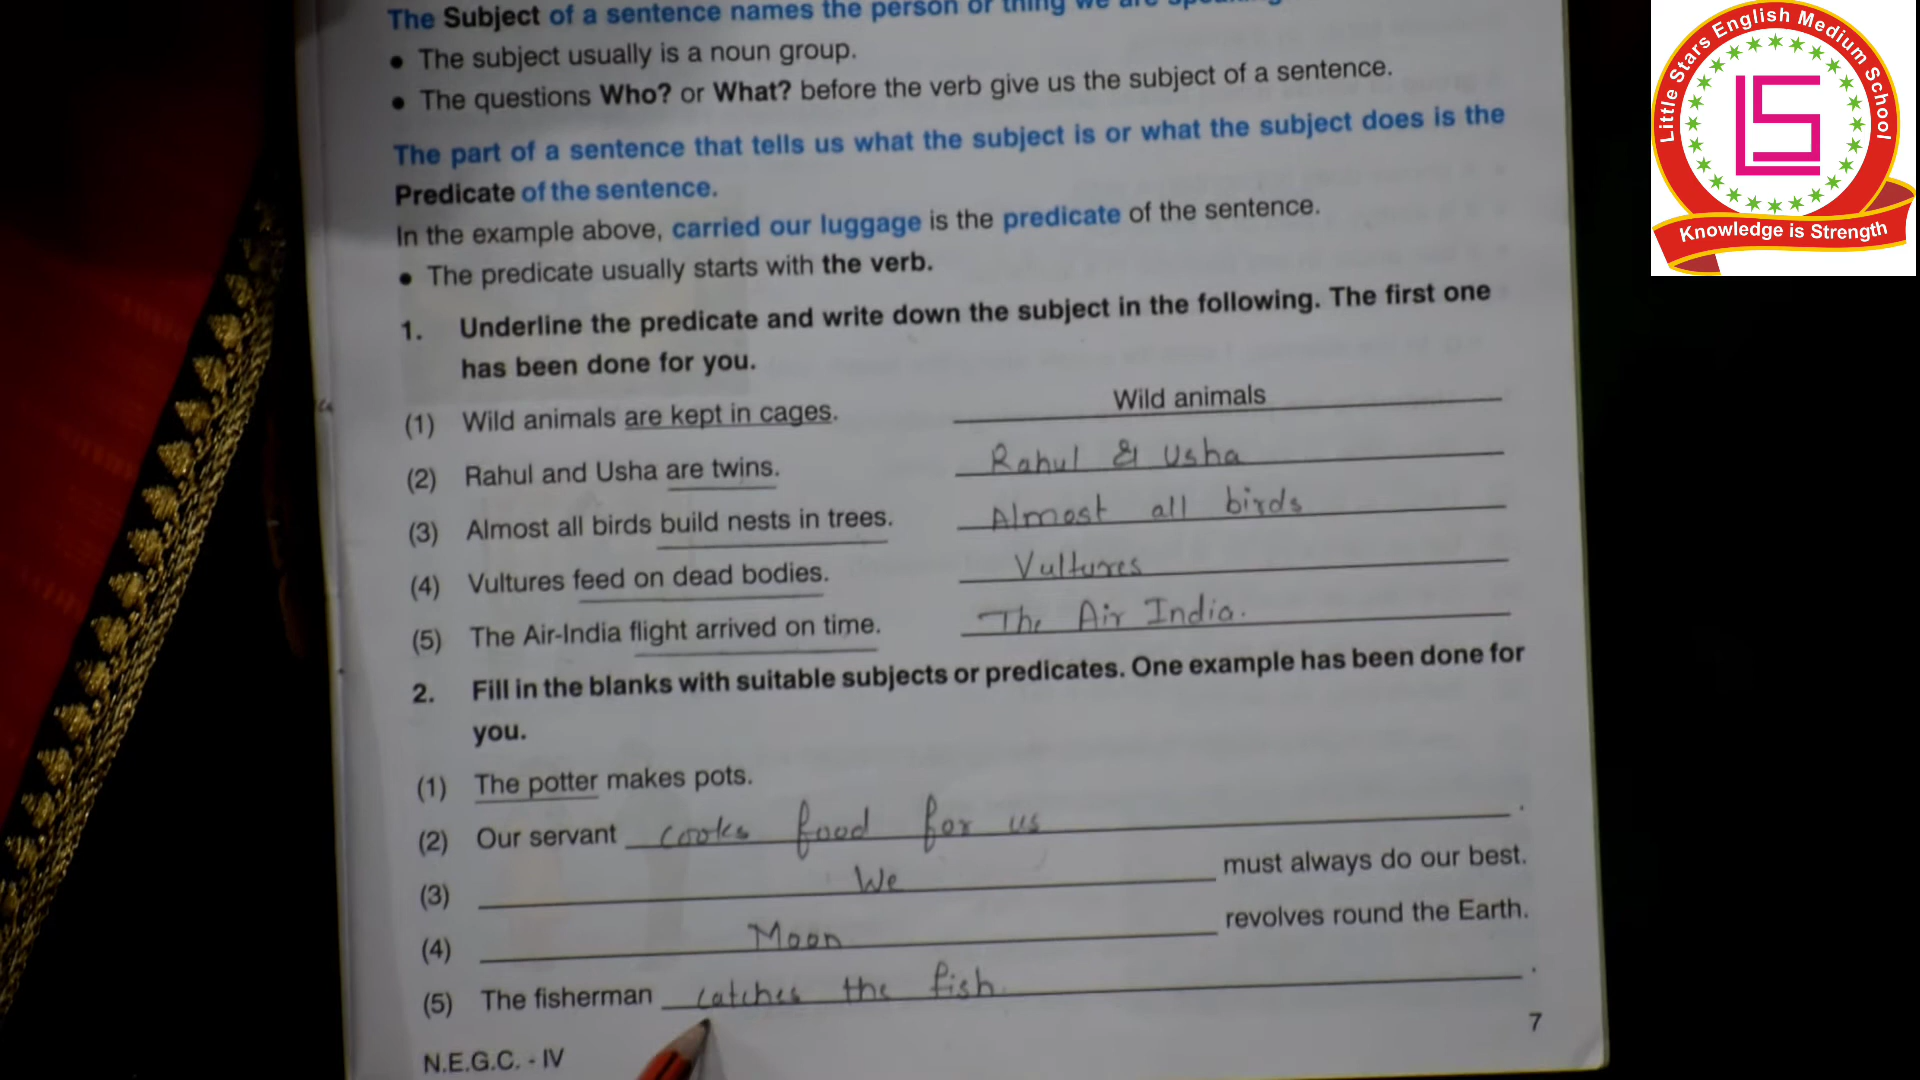 The Subject of a sentence names the person or thing we are
• The subject usually is a noun group.
• The questions Who? or What? before the verb give us the subject of a sentence.
The part of a sentence that tells us what the subject is or what the subject does is the
Predicate of the sentence.
In the example above, carried our luggage is the predicate of the sentence.
• The predicate usually starts with the verb.
1. Underline the predicate and write down the subject in the following. The first one
has been done for you.
(1) Wild animals are kept in cages. Wild animals
(2) Rahul and Usha are twins. Rahul & Usha
(3) Almost all birds build nests in trees. Almost all birds
(4) Vultures feed on dead bodies. Vultures
(5) The Air-India flight arrived on time. The Air India.
2. Fill in the blanks with suitable subjects or predicates. One example has been done for
you.
(1) The potter makes pots.
(2) Our servant cooks food for us .
(3) We must always do our best.
(4) Moon revolves round the Earth.
(5) The fisherman catches the fish .
7
N.E.G.C. - IV
Little Stars English Medium School
LS
Knowledge is Strength